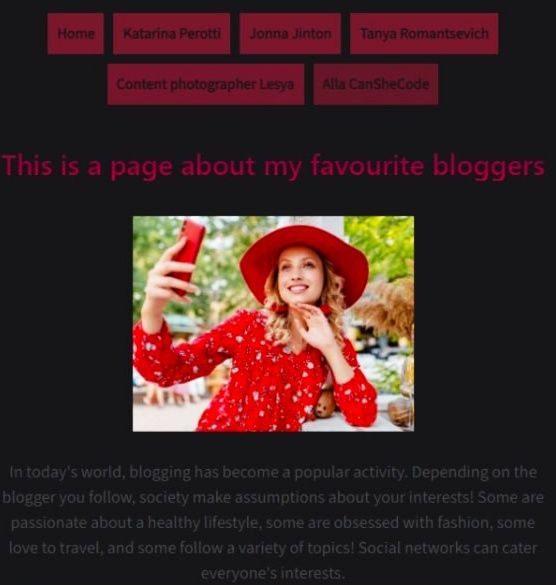 Home Katarina Perotti Jonna Jinton Tanya Romantsevich
Content photographer Lesya Alla CanSheCode
This is a page about my favourite bloggers
In today's world, blogging has become a popular activity. Depending on the
blogger you follow, society make assumptions about your interests! Some are
passionate about a healthy lifestyle, some are obsessed with fashion, some
love to travel, and some follow a variety of topics! Social networks can cater
everyone's interests.